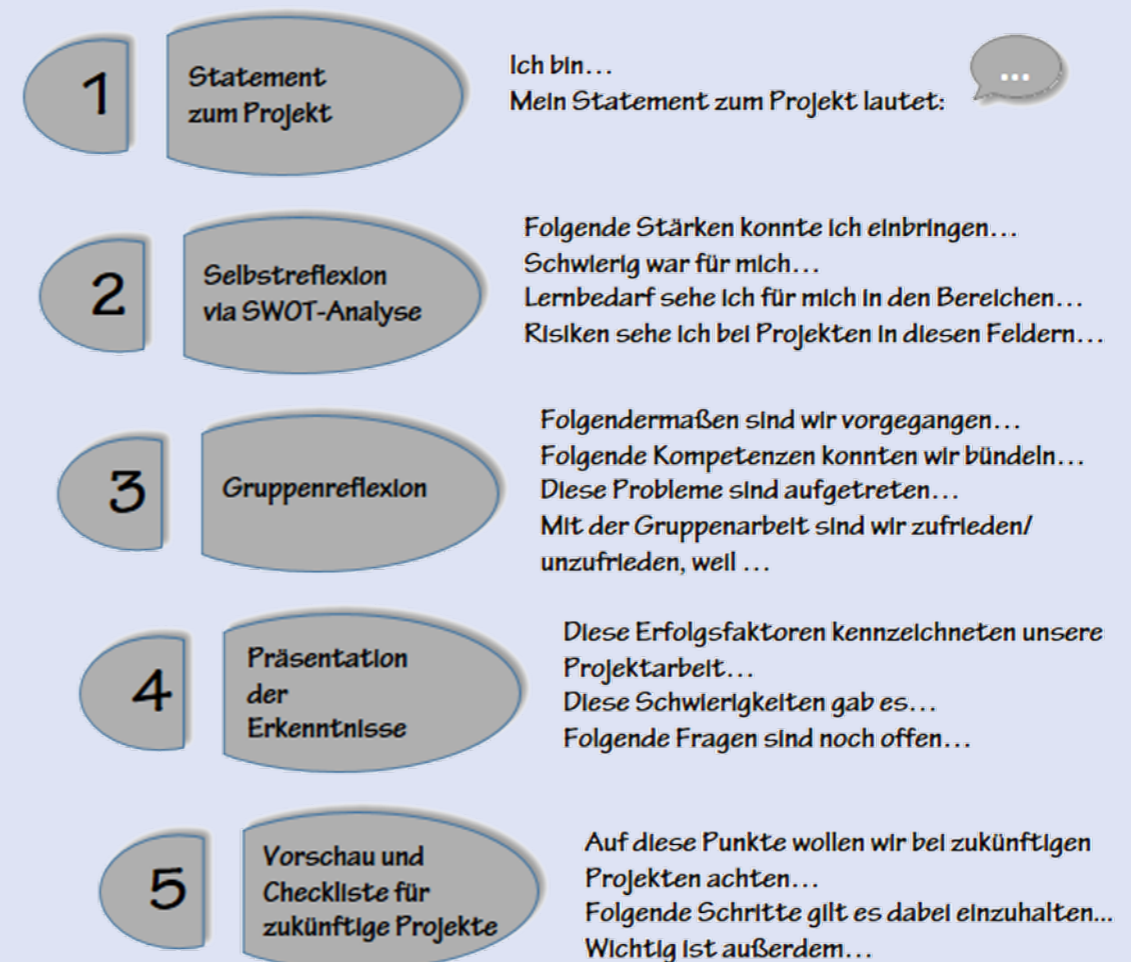 1
Statement
zum Projekt
Ich bin...
Mein Statement zum Projekt lautet:
...
2
Selbstreflexion
via SWOT-Analyse
Folgende Stärken konnte ich einbringen...
Schwierig war für mich...
Lernbedarf sehe ich für mich in den Bereichen...
Risiken sehe ich bei Projekten in diesen Feldern...
3
Gruppenreflexion
Folgendermaßen sind wir vorgegangen...
Folgende Kompetenzen konnten wir bündeln...
Diese Probleme sind aufgetreten...
Mit der Gruppenarbeit sind wir zufrieden/
unzufrieden, weil ...
4
Präsentation
der
Erkenntnisse
Diese Erfolgsfaktoren kennzeichneten unsere
Projektarbeit...
Diese Schwierigkeiten gab es...
Folgende Fragen sind noch offen...
5
Vorschau und
Checkliste für
zukünftige Projekte
Auf diese Punkte wollen wir bei zukünftigen
Projekten achten...
Folgende Schritte gilt es dabei einzuhalten...
Wichtig ist außerdem...